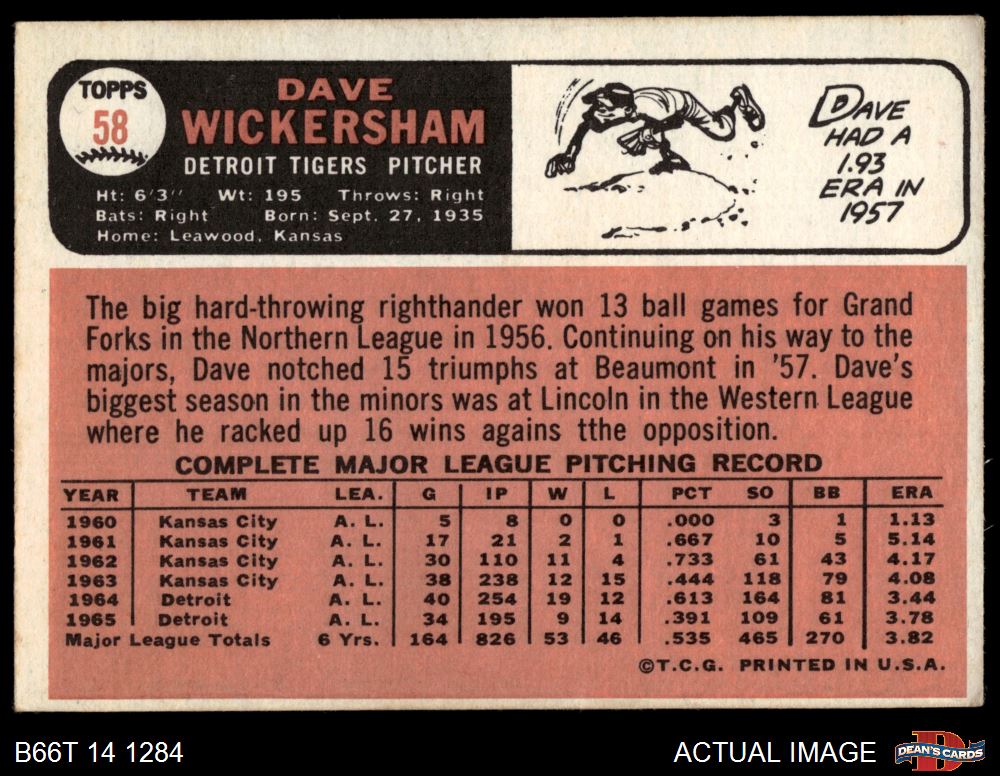 TOPPS
58
DAVE
WICKERSHAM
DETROIT TIGERS PITCHER
Ht: 6'3" Wt: 195 Throws: Right
Bats: Right Born: Sept. 27, 1935
Home: Leawood, Kansas
DAVE
HAD A
1.93
ERA IN
1957
The big hard-throwing righthander won 13 ball games for Grand
Forks in the Northern League in 1956. Continuing on his way to the
majors, Dave notched 15 triumphs at Beaumont in '57. Dave's
biggest season in the minors was at Lincoln in the Western League
where he racked up 16 wins agains tthe opposition.
COMPLETE MAJOR LEAGUE PITCHING RECORD
YEAR TEAM LEA. G IP W L PCT SO BB ERA
1960 Kansas City A. L. 5 8 0 0 .000 3 1 1.13
1961 Kansas City A. L. 17 21 2 1 .667 10 5 5.14
1962 Kansas City A. L. 30 110 11 4 .733 61 43 4.17
1963 Kansas City A. L. 38 238 12 15 .444 118 79 4.08
1964 Detroit A. L. 40 254 19 12 .613 164 81 3.44
1965 Detroit A. L. 34 195 9 14 .391 109 61 3.78
Major League Totals 6 Yrs. 164 826 53 46 .535 465 270 3.82
©T.C.G. PRINTED IN U.S.A.
B66T 14 1284
ACTUAL IMAGE
DEAN'S CARDS